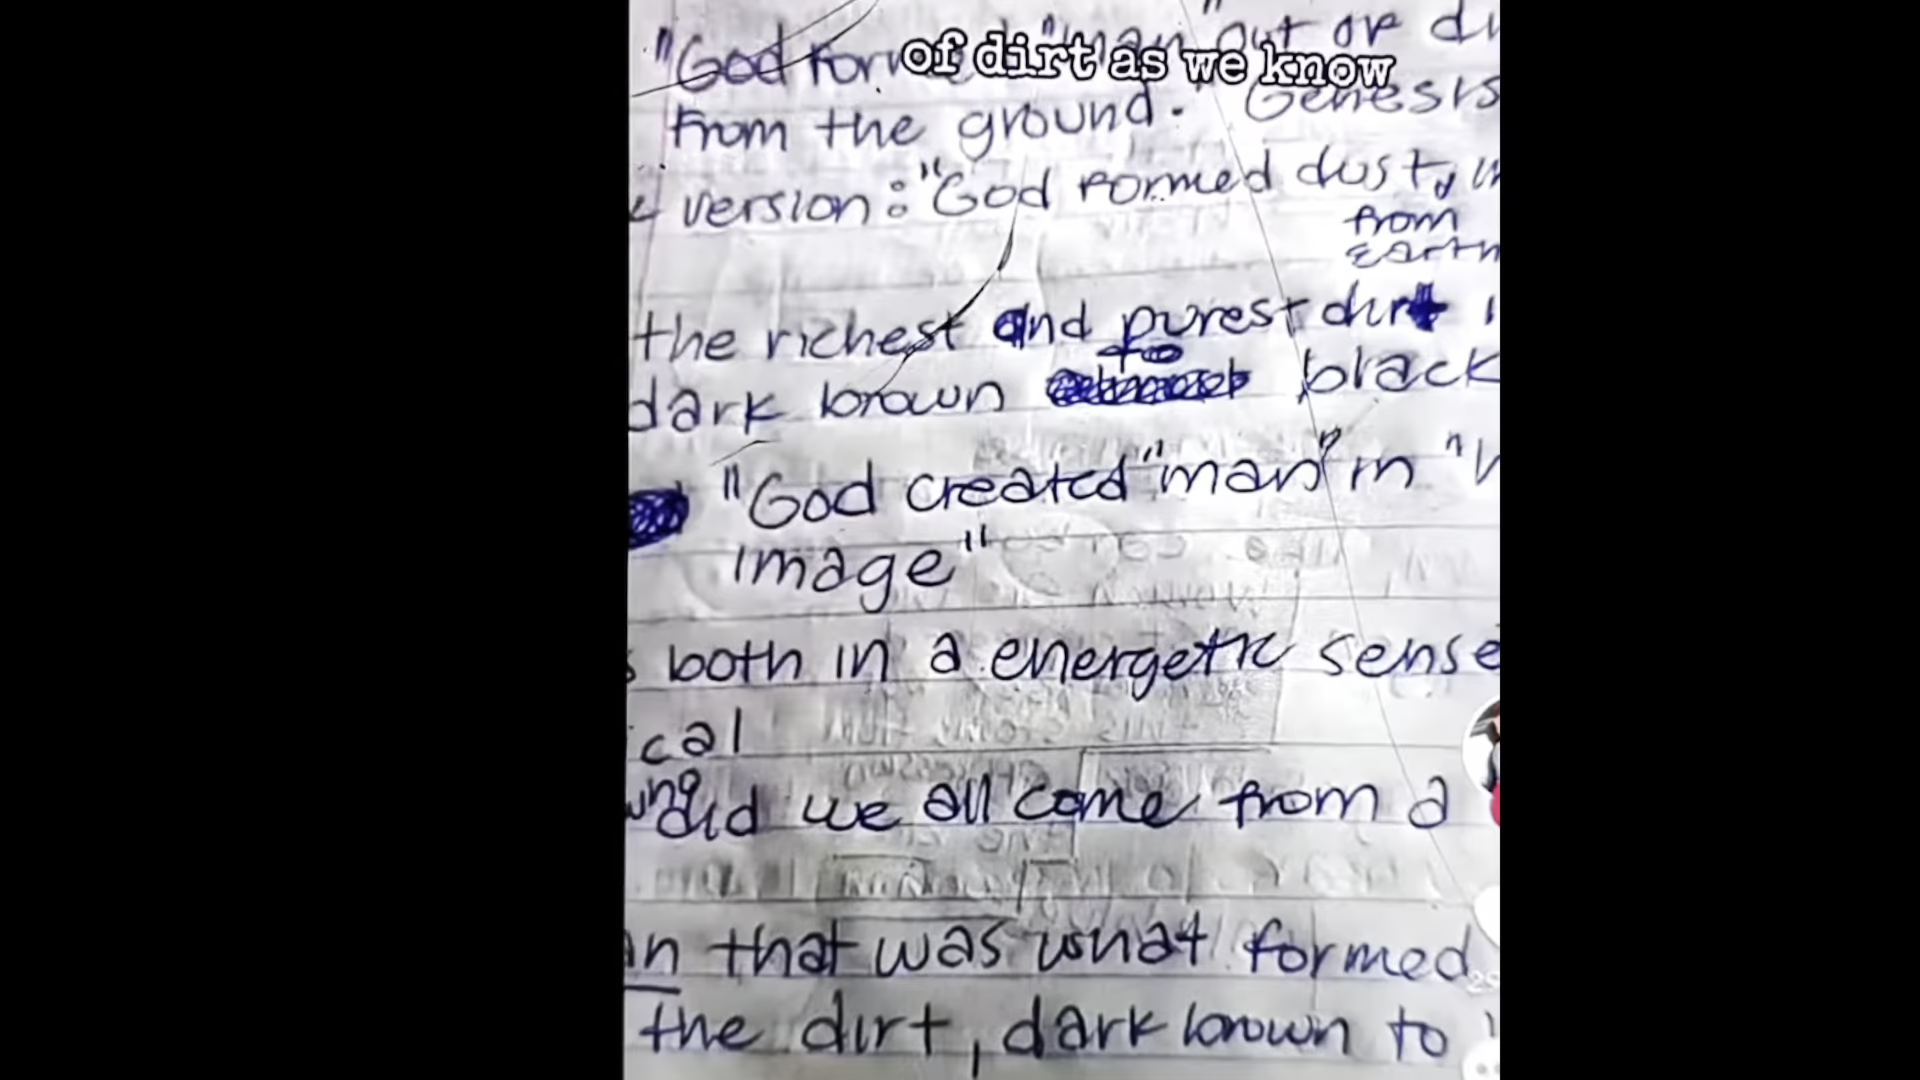 of dirt as we know
"God "man" out of
from the ground." Genesis
version: "God formed dust,
from
earth
the richest and purest dirt
to
dark brown black
"God created "man" in "
image"
both in a energetic sense
cal
did we all come from a
that was what formed
the dirt, dark brown to